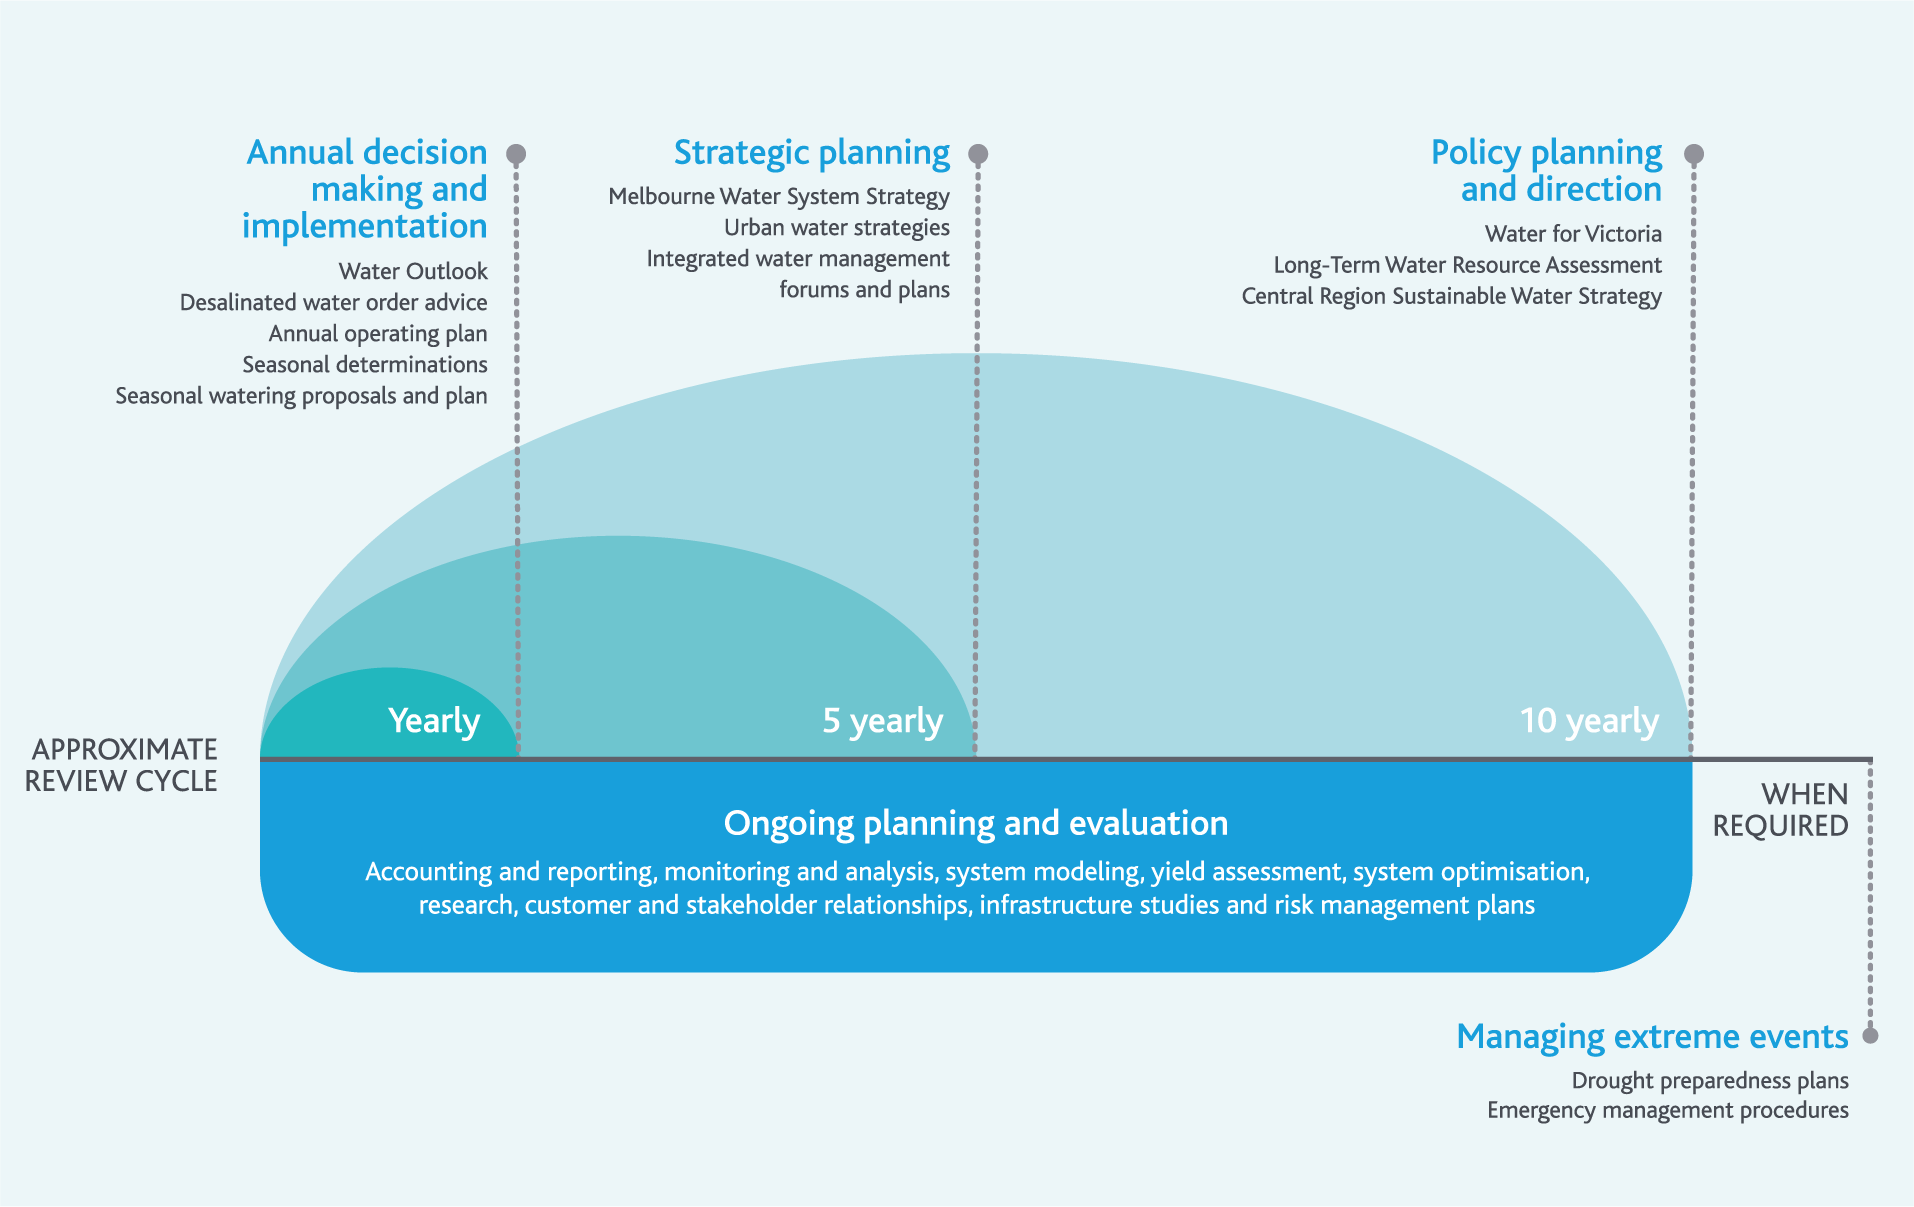 Annual decision
making and
implementation
Water Outlook
Desalinated water order advice
Annual operating plan
Seasonal determinations
Seasonal watering proposals and plan
Strategic planning
Melbourne Water System Strategy
Urban water strategies
Integrated water management
forums and plans
Policy planning
and direction
Water for Victoria
Long-Term Water Resource Assessment
Central Region Sustainable Water Strategy
Yearly
5 yearly
10 yearly
APPROXIMATE
REVIEW CYCLE
WHEN
REQUIRED
Ongoing planning and evaluation
Accounting and reporting, monitoring and analysis, system modeling, yield assessment, system optimisation,
research, customer and stakeholder relationships, infrastructure studies and risk management plans
Managing extreme events
Drought preparedness plans
Emergency management procedures